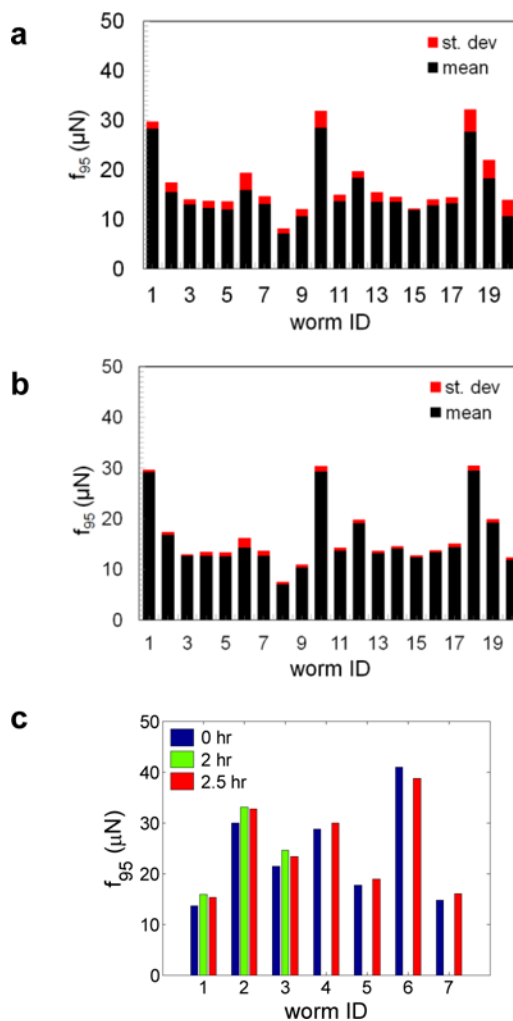 a
50
40
30
20
10
0
f95 (µN)
st. dev
mean
1 3 5 7 9 11 13 15 17 19
worm ID
b
50
40
30
20
10
0
f95 (µN)
st. dev
mean
1 3 5 7 9 11 13 15 17 19
worm ID
c
50
40
30
20
10
0
f95 (µN)
0 hr
2 hr
2.5 hr
1 2 3 4 5 6 7
worm ID